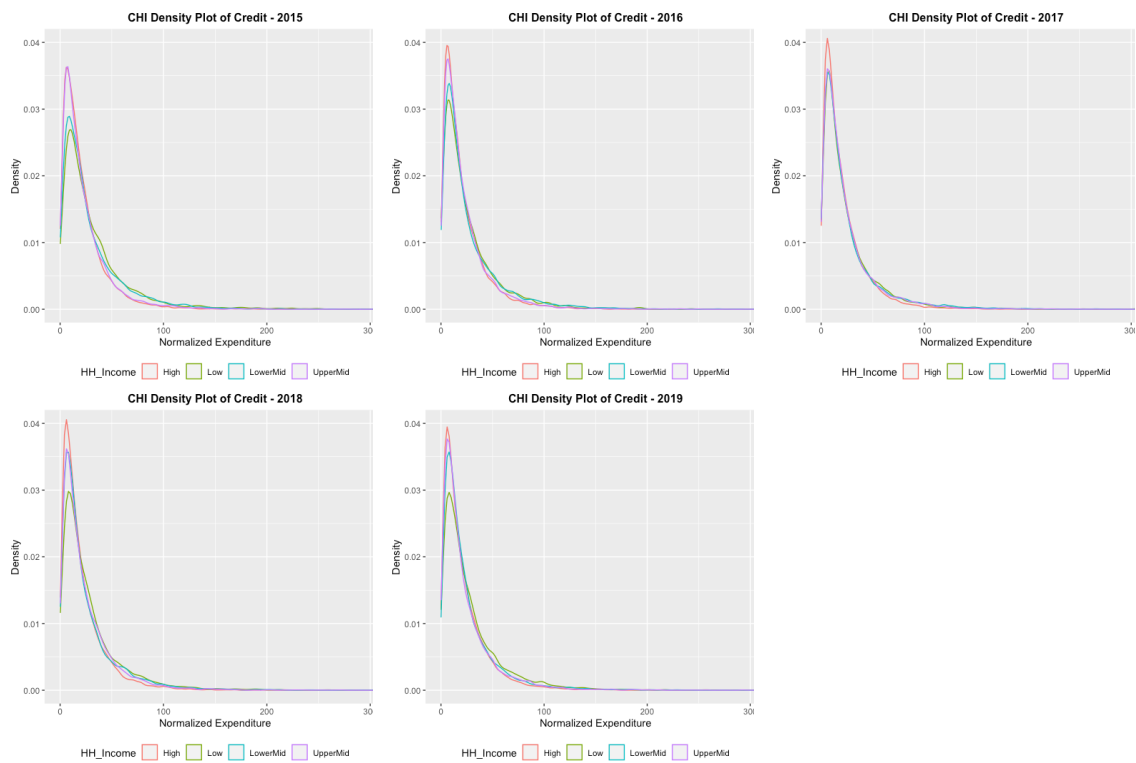 CHI Density Plot of Credit - 2015
0.04
0.03
0.02
0.01
0.00
Density
0 100 200 300
Normalized Expenditure
HH_Income High Low LowerMid UpperMid
CHI Density Plot of Credit - 2016
0.04
0.03
0.02
0.01
0.00
Density
0 100 200 300
Normalized Expenditure
HH_Income High Low LowerMid UpperMid
CHI Density Plot of Credit - 2017
0.04
0.03
0.02
0.01
0.00
Density
0 100 200 300
Normalized Expenditure
HH_Income High Low LowerMid UpperMid
CHI Density Plot of Credit - 2018
0.04
0.03
0.02
0.01
0.00
Density
0 100 200 300
Normalized Expenditure
HH_Income High Low LowerMid UpperMid
CHI Density Plot of Credit - 2019
0.04
0.03
0.02
0.01
0.00
Density
0 100 200 300
Normalized Expenditure
HH_Income High Low LowerMid UpperMid